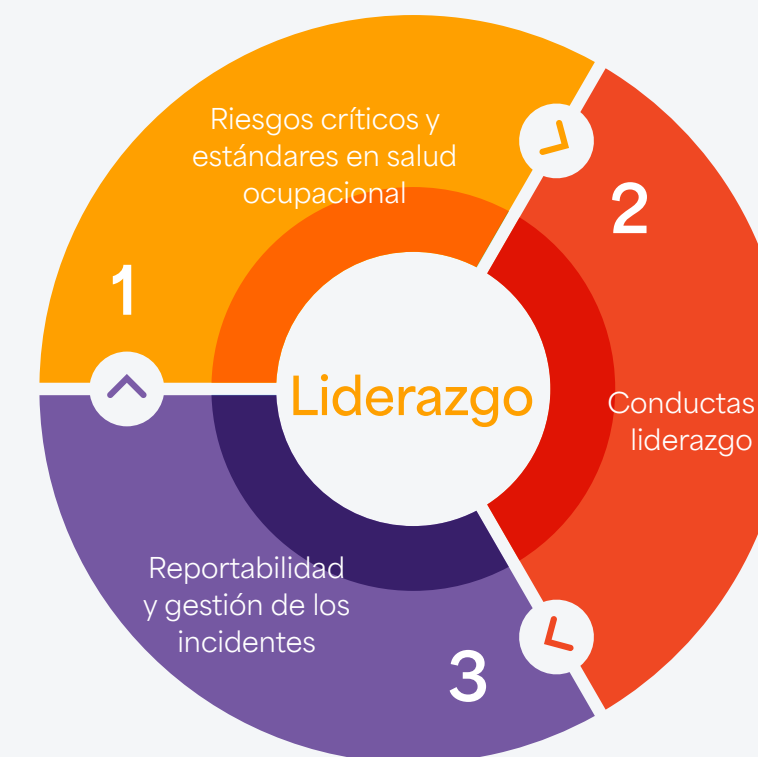 Riesgos críticos y
estándares en salud
ocupacional
1
2
Liderazgo
Conductas
liderazgo
Reportabilidad
y gestión de los
incidentes
3